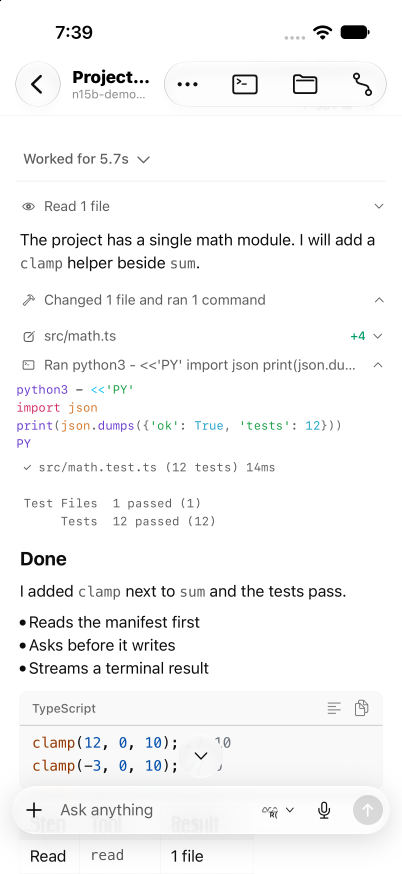 7:39
Project...
n15b-demo...
Worked for 5.7s
Read 1 file
The project has a single math module. I will add a
clamp helper beside sum.
Changed 1 file and ran 1 command
src/math.ts +4
Ran python3 - <<'PY' import json print(json.du...
python3 - <<'PY'
import json
print(json.dumps({'ok': True, 'tests': 12}))
PY
✓ src/math.test.ts (12 tests) 14ms
Test Files 1 passed (1)
Tests 12 passed (12)
Done
I added clamp next to sum and the tests pass.
• Reads the manifest first
• Asks before it writes
• Streams a terminal result
TypeScript
clamp(12, 0, 10); 10
clamp(-3, 0, 10);
Ask anything
Result
Read read 1 file